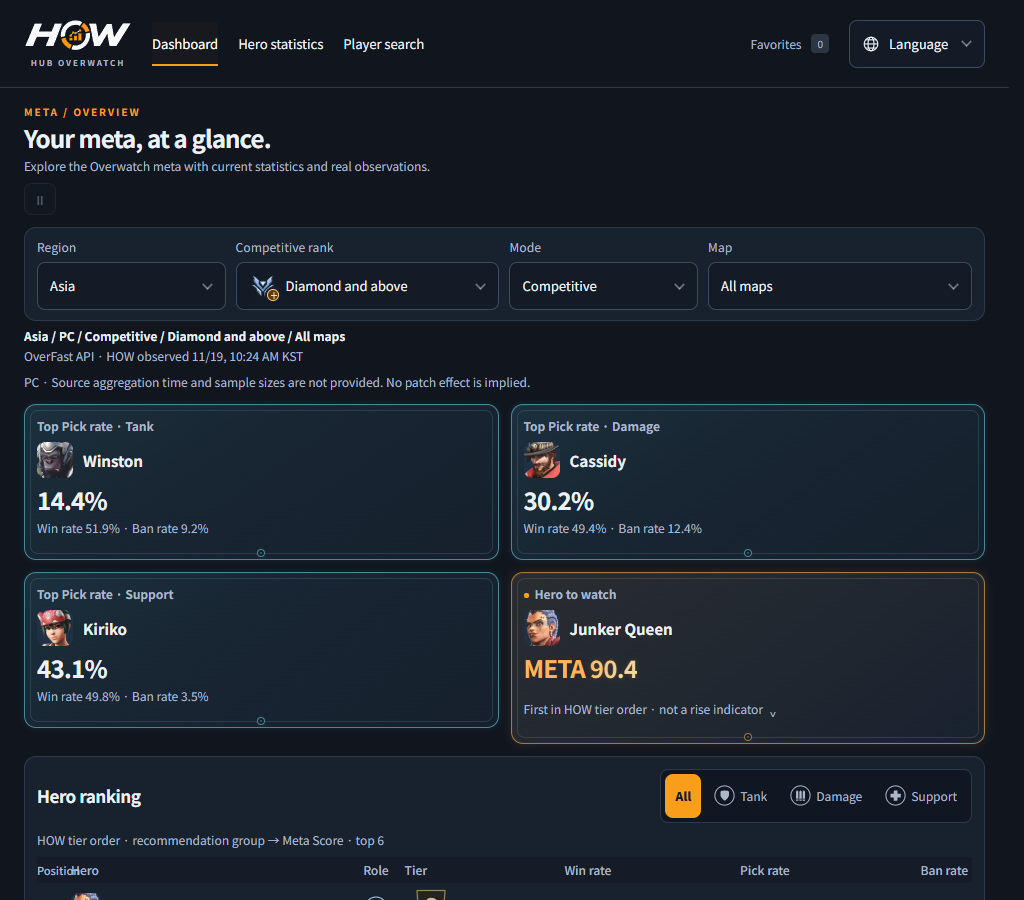 HOW
HUB OVERWATCH
Dashboard
Hero statistics
Player search
Favorites 0
Language
META / OVERVIEW
Your meta, at a glance.
Explore the Overwatch meta with current statistics and real observations.
Region
Competitive rank
Mode
Map
Asia
Diamond and above
Competitive
All maps
Asia / PC / Competitive / Diamond and above / All maps
OverFast API · HOW observed 11/19, 10:24 AM KST
PC · Source aggregation time and sample sizes are not provided. No patch effect is implied.
Top Pick rate · Tank
Winston
14.4%
Win rate 51.9% · Ban rate 9.2%
Top Pick rate · Damage
Cassidy
30.2%
Win rate 49.4% · Ban rate 12.4%
Top Pick rate · Support
Kiriko
43.1%
Win rate 49.8% · Ban rate 3.5%
Hero to watch
Junker Queen
META 90.4
First in HOW tier order · not a rise indicator v
Hero ranking
All
Tank
Damage
Support
HOW tier order · recommendation group → Meta Score · top 6
Position
Hero
Role
Tier
Win rate
Pick rate
Ban rate